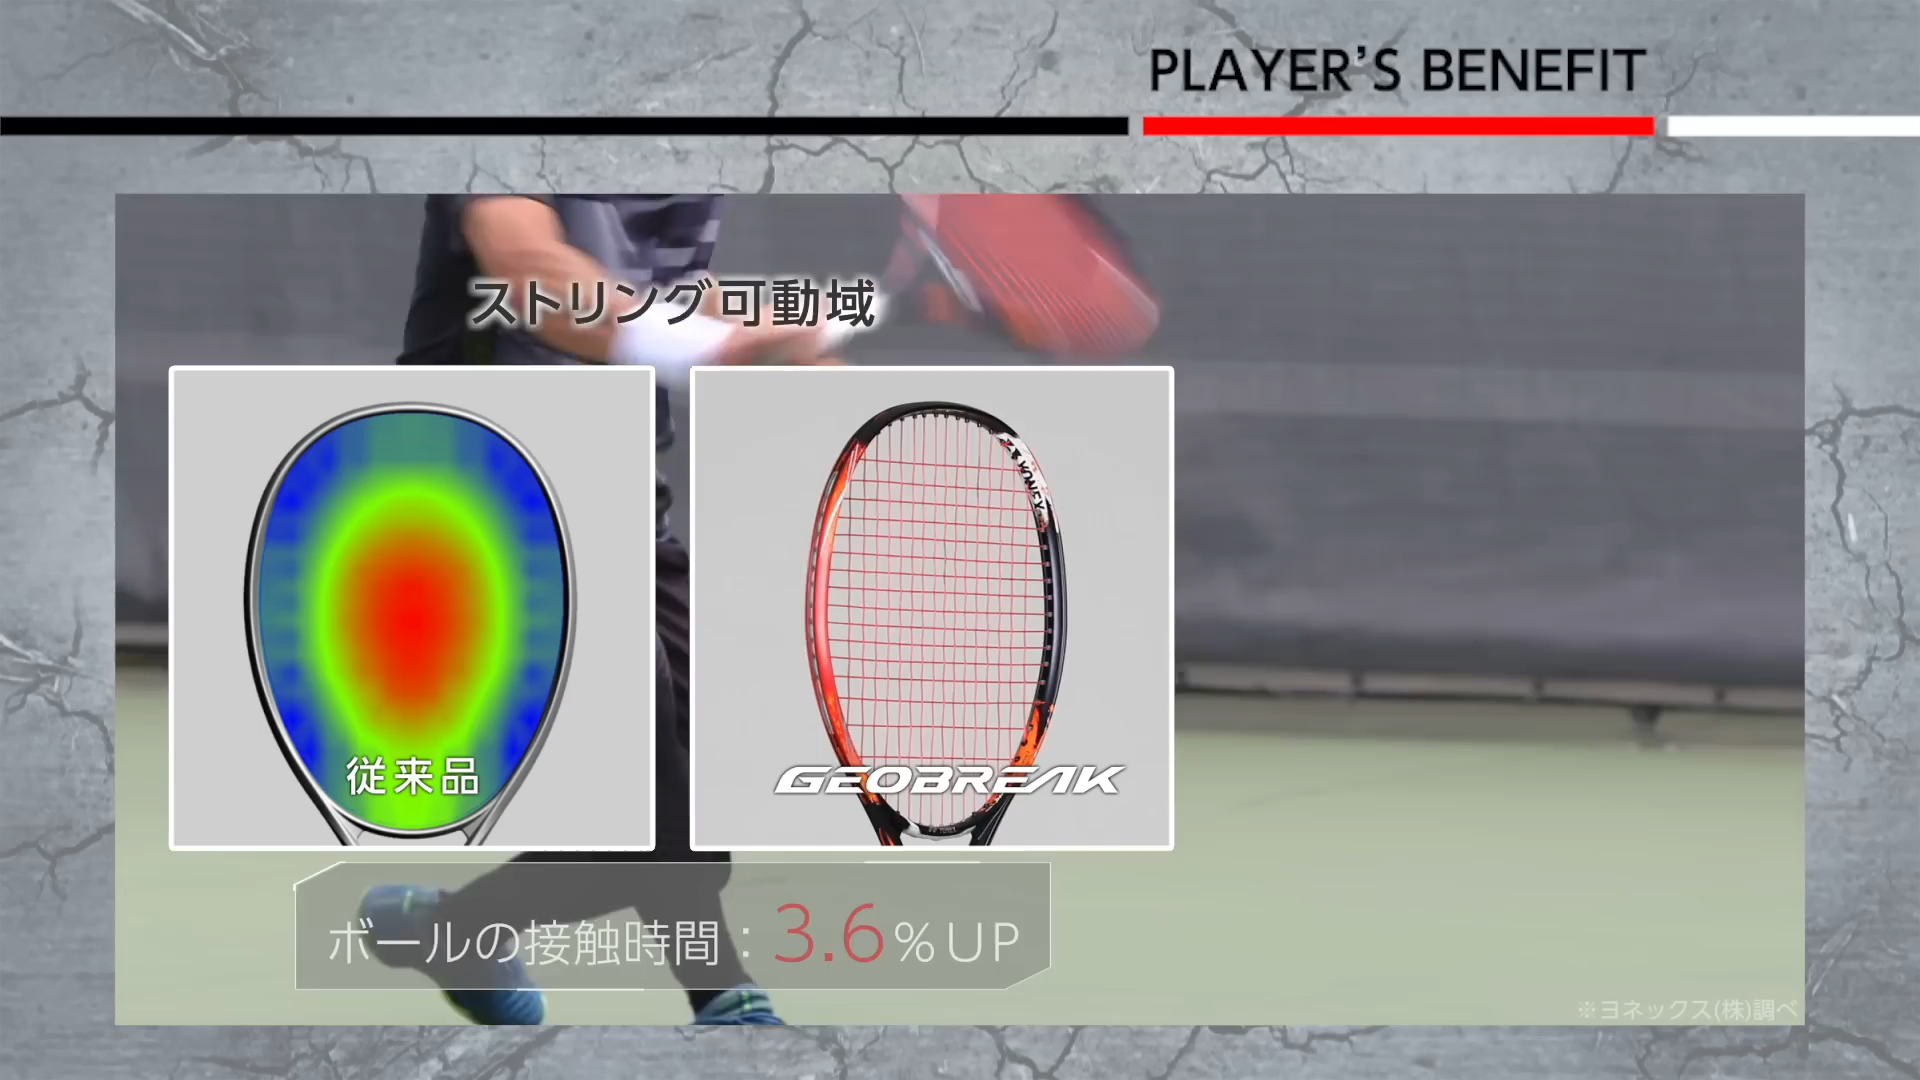 PLAYER'S BENEFIT
ストリング可動域
YONEX
従来品
GEOBREAK
ボールの接触時間：3.6%UP
※ヨネックス(株)調べ